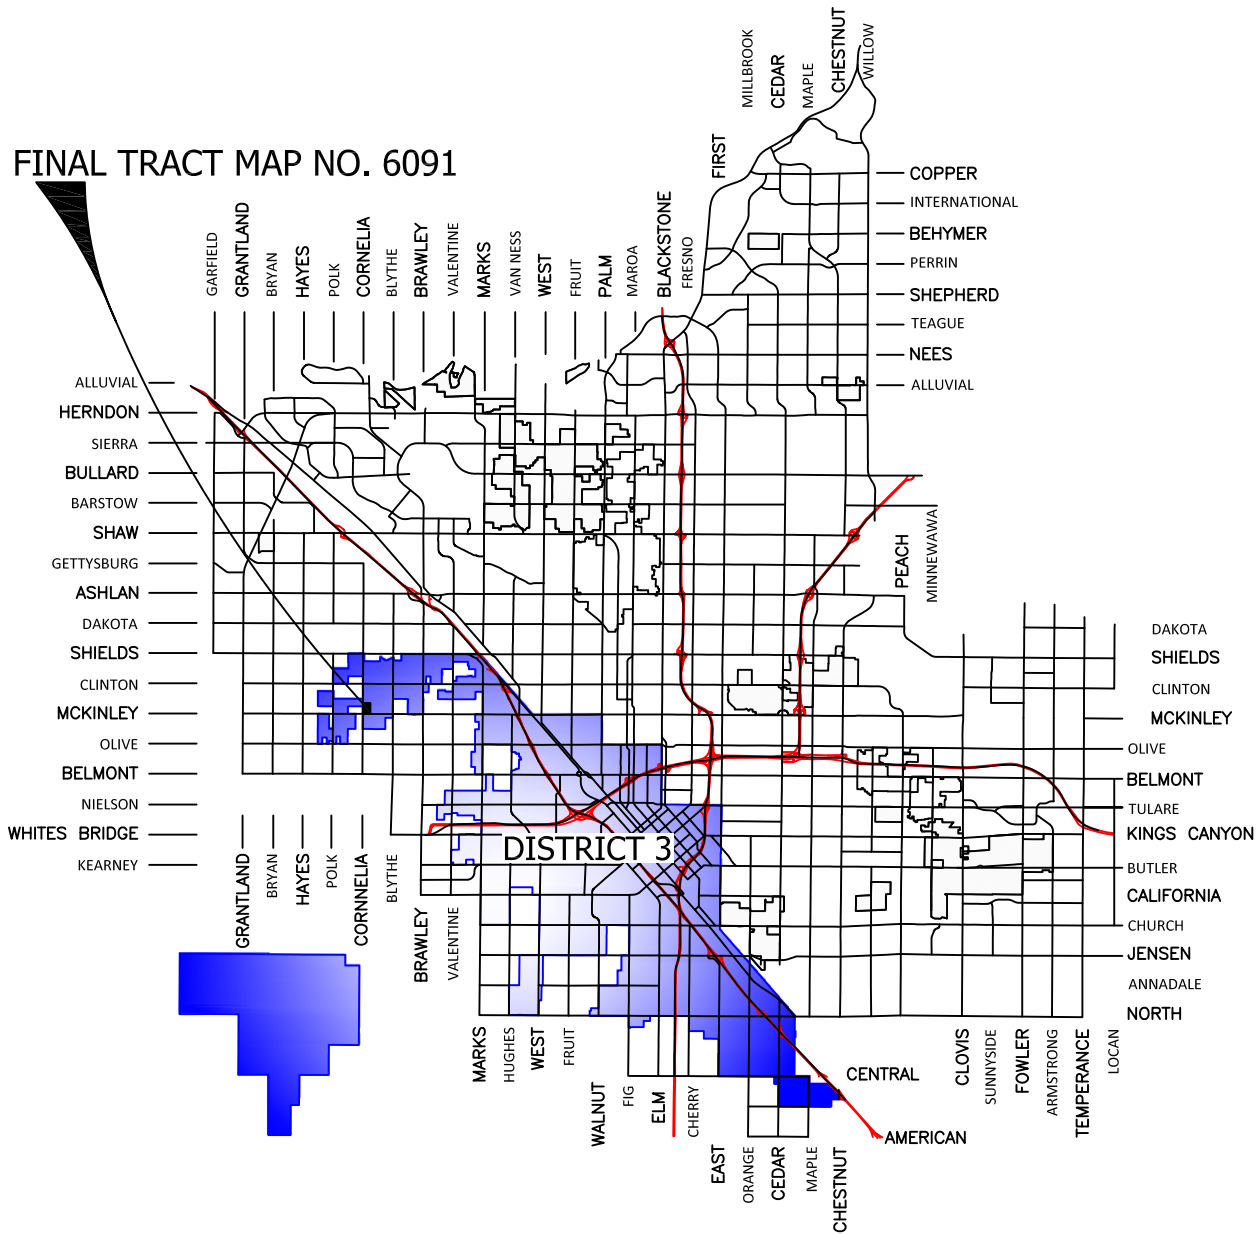 MILLBROOK
CEDAR
MAPLE
CHESTNUT
WILLOW
FINAL TRACT MAP NO. 6091
FIRST
COPPER
INTERNATIONAL
BEHYMER
PERRIN
SHEPHERD
TEAGUE
NEES
ALLUVIAL
GARFIELD
GRANTLAND
BRYAN
HAYES
POLK
CORNELIA
BLYTHE
BRAWLEY
VALENTINE
MARKS
VAN NESS
WEST
FRUIT
PALM
MAROA
BLACKSTONE
FRESNO
ALLUVIAL
HERNDON
SIERRA
BULLARD
BARSTOW
SHAW
GETTYSBURG
ASHLAN
DAKOTA
SHIELDS
CLINTON
MCKINLEY
OLIVE
BELMONT
NIELSON
WHITES BRIDGE
KEARNEY
PEACH
MINNEWAWA
DAKOTA
SHIELDS
CLINTON
MCKINLEY
OLIVE
BELMONT
TULARE
KINGS CANYON
BUTLER
CALIFORNIA
CHURCH
JENSEN
ANNADALE
NORTH
DISTRICT 3
GRANTLAND
BRYAN
HAYES
POLK
CORNNELIA
BLYTHE
BRAWLEY
VALENTINE
MARKS
HUGHES
WEST
FRUIT
WALNUT
FIG
ELM
CHERRY
EAST
ORANGE
CEDAR
MAPLE
CHESTNUT
CENTRAL
AMERICAN
CLOVIS
SUNNYSIDE
FOWLER
ARMSTRONG
TEMPERANCE
LOCAN